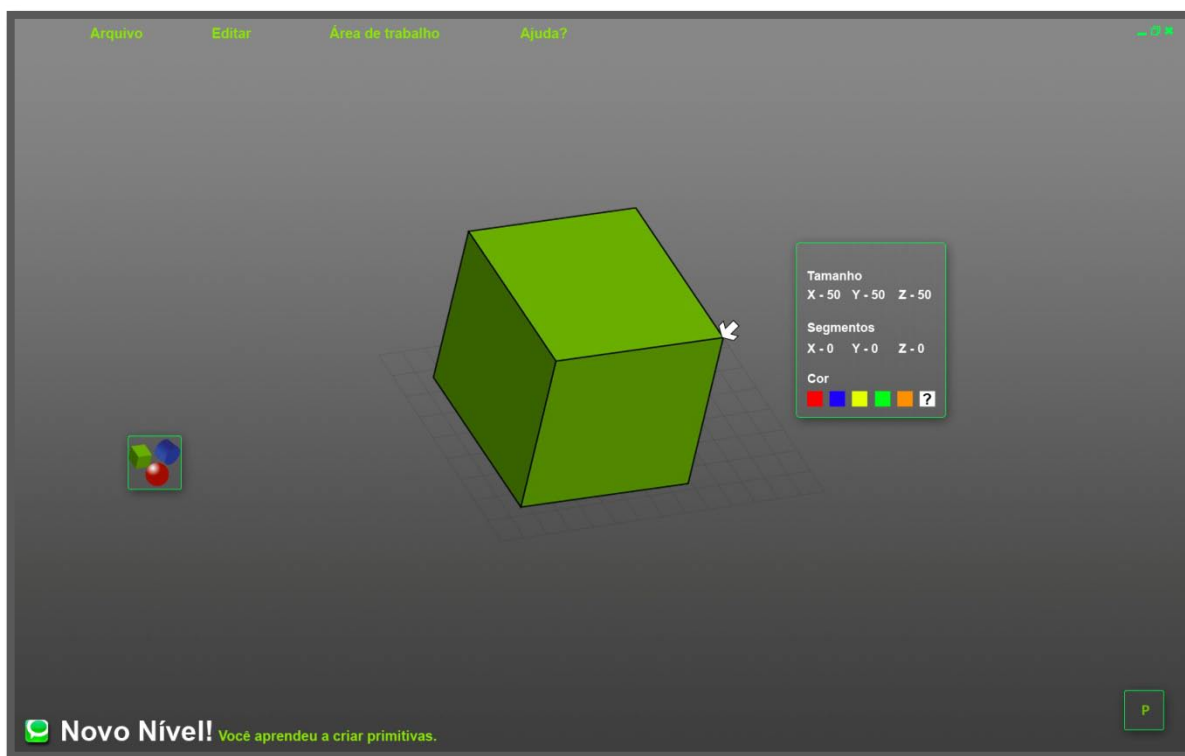 Arquivo Editar Área de trabalho Ajuda?
Tamanho
X - 50 Y - 50 Z - 50
Segmentos
X - 0 Y - 0 Z - 0
Cor
?
P
Novo Nível! Você aprendeu a criar primitivas.